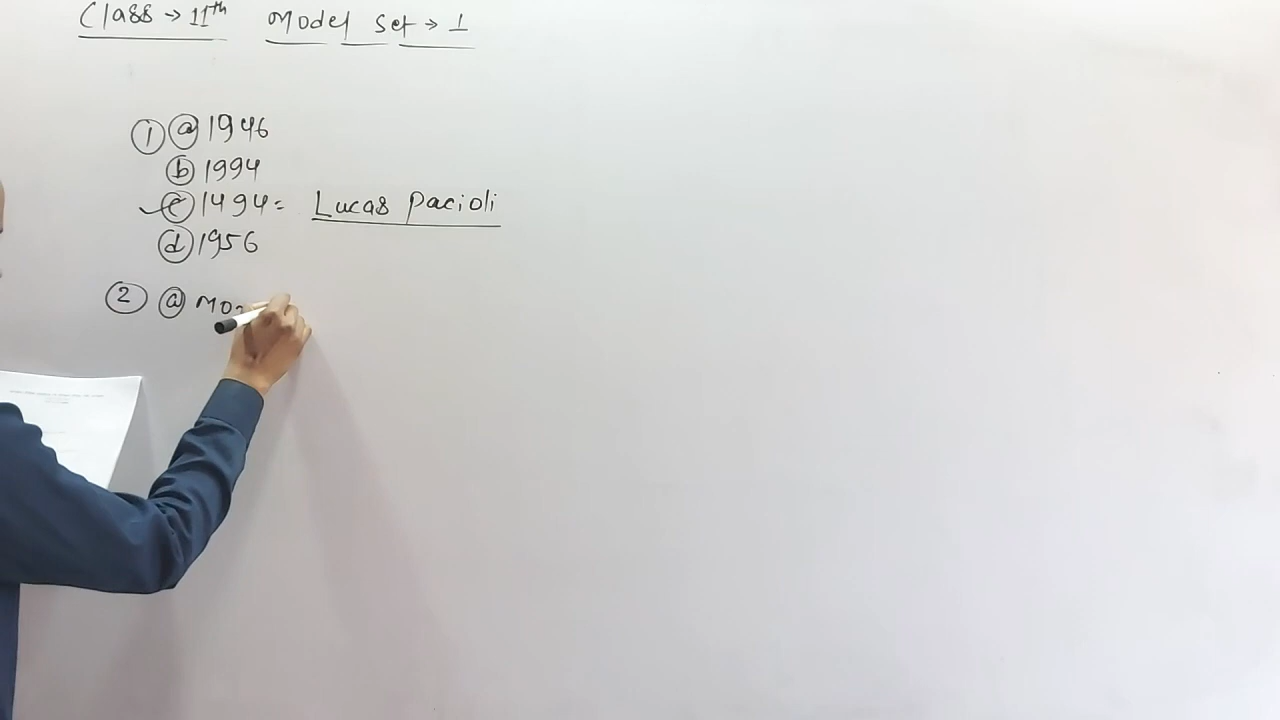 Class → 11th Model Set → 1
① ⓐ 1946
ⓑ 1994
ⓒ 1494 = Lucas Pacioli
ⓓ 1956
② ⓐ